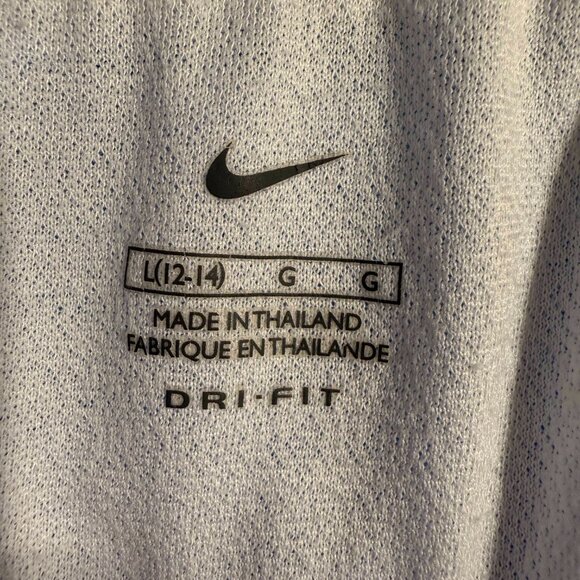 L(12-14) G G
MADE IN THAILAND
FABRIQUE EN THAILANDE
DRI-FIT